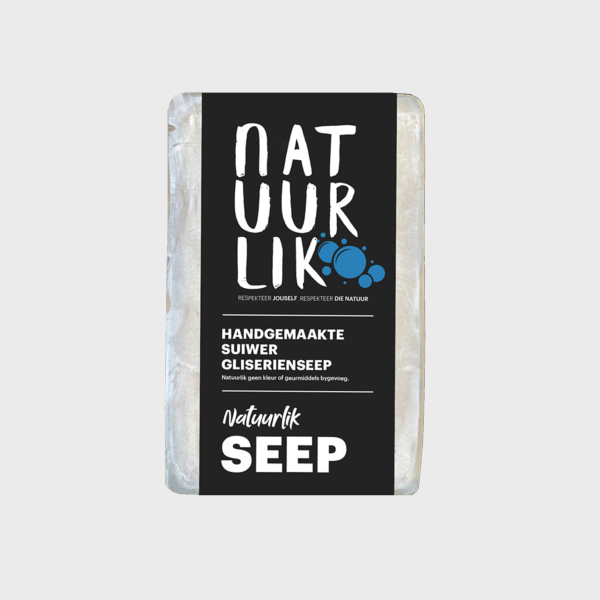 NAT
UUR
LIK
RESPEKTEER JOUSELF. RESPEKTEER DIE NATUUR
HANDGEMAAKTE
SUIWER
GLISERIENSEEP
Natuurlik geen kleur of geurmiddels bygevoeg.
Natuurlik
SEEP